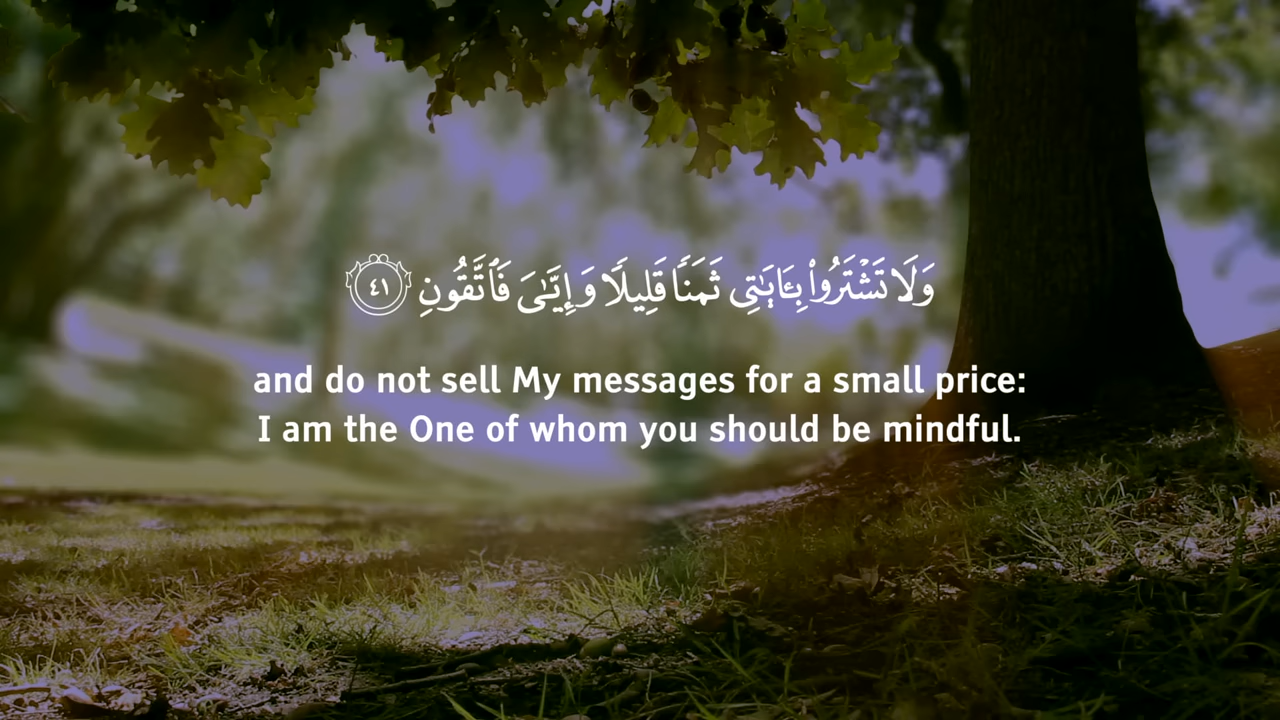 وَلَا تَشْتَرُوا۟ بِـَٔايَـٰتِى ثَمَنًا قَلِيلًا وَإِيَّـٰىَ فَٱتَّقُونِ ٤١
and do not sell My messages for a small price:
I am the One of whom you should be mindful.